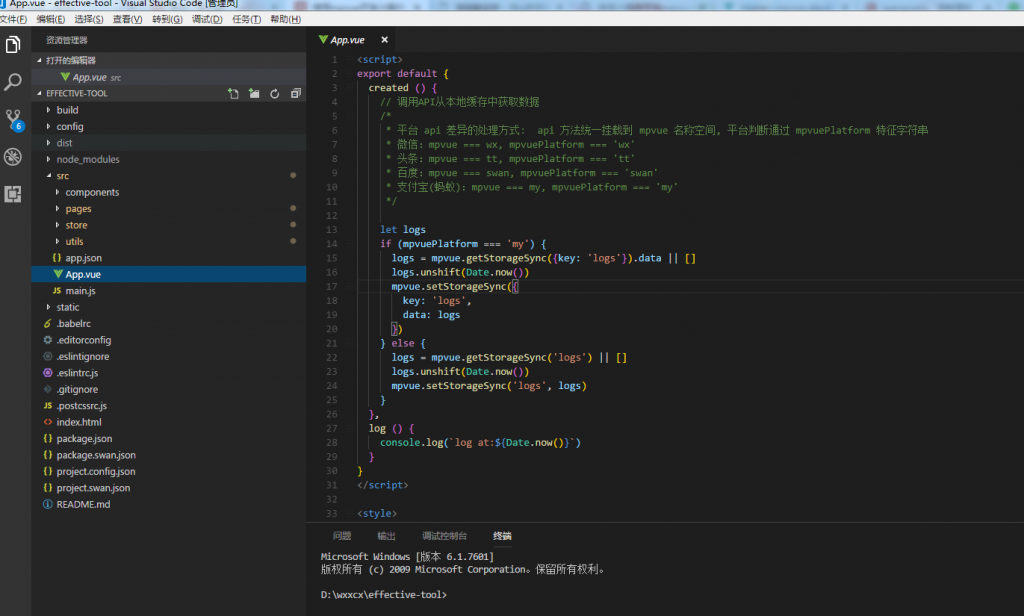 App.vue - effective-tool - Visual Studio Code [管理员]
文件(F) 编辑(E) 选择(S) 查看(V) 转到(G) 调试(D) 任务(T) 帮助(H)
资源管理器
打开的编辑器
App.vue src
EFFECTIVE-TOOL
build
config
dist
node_modules
src
components
pages
store
utils
app.json
App.vue
main.js
static
.babelrc
.editorconfig
.eslintignore
.eslintrc.js
.gitignore
.postcssrc.js
index.html
package.json
package.swan.json
project.config.json
project.swan.json
README.md
6
App.vue ×
1 <script>
2 export default {
3 created () {
4 // 调用API从本地缓存中获取数据
5 /*
6 * 平台 api 差异的处理方式: api 方法统一挂载到 mpvue 名称空间, 平台判断通过 mpvuePlatform 特征字符串
7 * 微信：mpvue === wx, mpvuePlatform === 'wx'
8 * 头条：mpvue === tt, mpvuePlatform === 'tt'
9 * 百度：mpvue === swan, mpvuePlatform === 'swan'
10 * 支付宝(蚂蚁)：mpvue === my, mpvuePlatform === 'my'
11 */
12
13 let logs
14 if (mpvuePlatform === 'my') {
15 logs = mpvue.getStorageSync({key: 'logs'}).data || []
16 logs.unshift(Date.now())
17 mpvue.setStorageSync({
18 key: 'logs',
19 data: logs
20 })
21 } else {
22 logs = mpvue.getStorageSync('logs') || []
23 logs.unshift(Date.now())
24 mpvue.setStorageSync('logs', logs)
25 }
26 },
27 log () {
28 console.log(`log at:${Date.now()}`)
29 }
30 }
31 </script>
32
33 <style>
问题 输出 调试控制台 终端
Microsoft Windows [版本 6.1.7601]
版权所有 (c) 2009 Microsoft Corporation。保留所有权利。
D:\wxxcx\effective-tool>